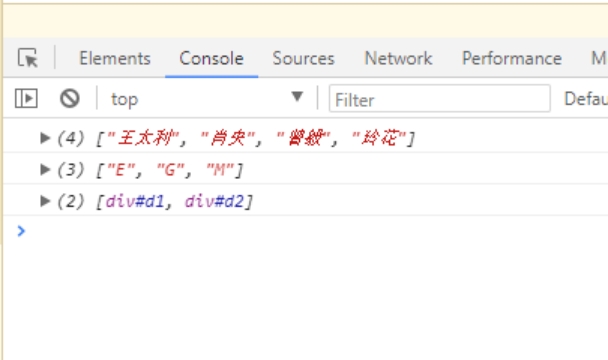 Elements Console Sources Network Performance M
top Filter Defau
(4) ["王太利", "肖央", "曾毅", "玲花"]
(3) ["E", "G", "M"]
(2) [div#d1, div#d2]